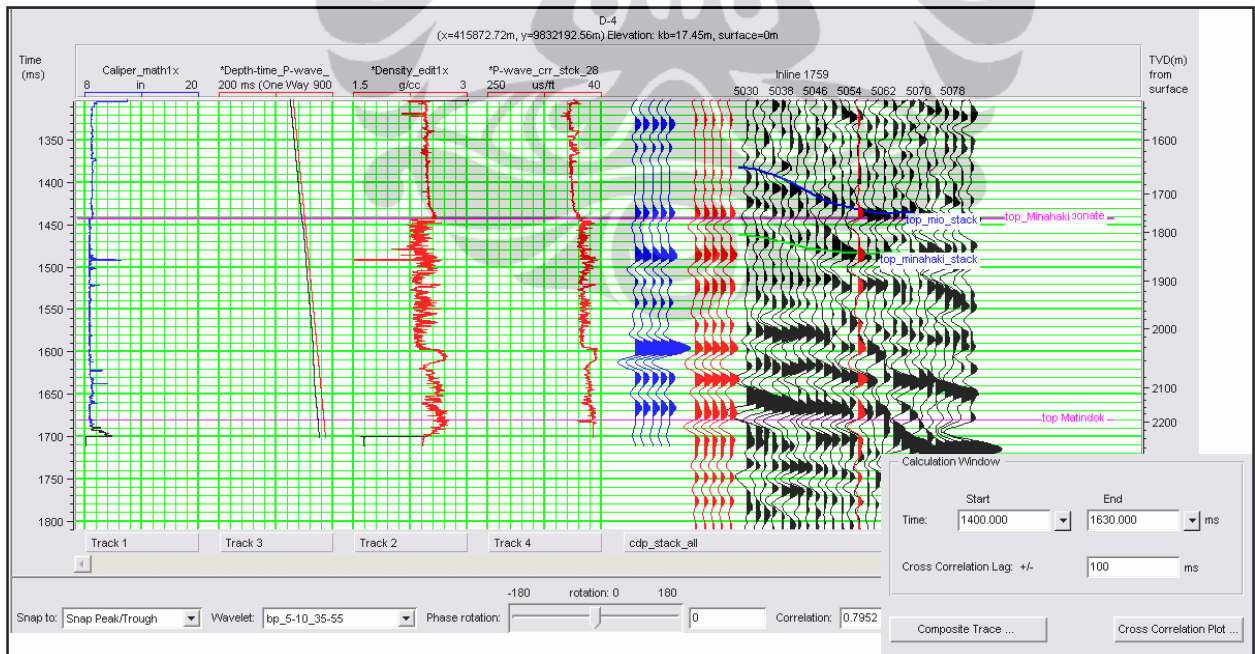 D-4
(x=415872.72m, y=9832192.56m) Elevation: kb=17.45m, surface=0m
Time
(ms)
TVD(m)
from
surface
Caliper_math1x
8 in 20
*Depth-time_P-wave_
200 ms (One Way 900
*Density_edit1x
1.5 g/cc 3
*P-wave_crr_stck_28
250 us/ft 40
Inline 1759
5030 5038 5046 5054 5062 5070 5078
1350
1400
1450
1500
1550
1600
1650
1700
1750
1800
1600
1700
1800
1900
2000
2100
2200
top_mio_stack
top_Minahaki
oonate
top_minahaki_stack
top Matindok
Track 1
Track 3
Track 2
Track 4
cdp_stack_all
Calculation Window
Start End
Time: 1400.000 1630.000 ms
Cross Correlation Lag: +/- 100 ms
Composite Trace ...
Cross Correlation Plot ...
-180 rotation: 0 180
Snap to: Snap Peak/Trough Wavelet: bp_5-10_35-55 Phase rotation: 0 Correlation: 0.7952